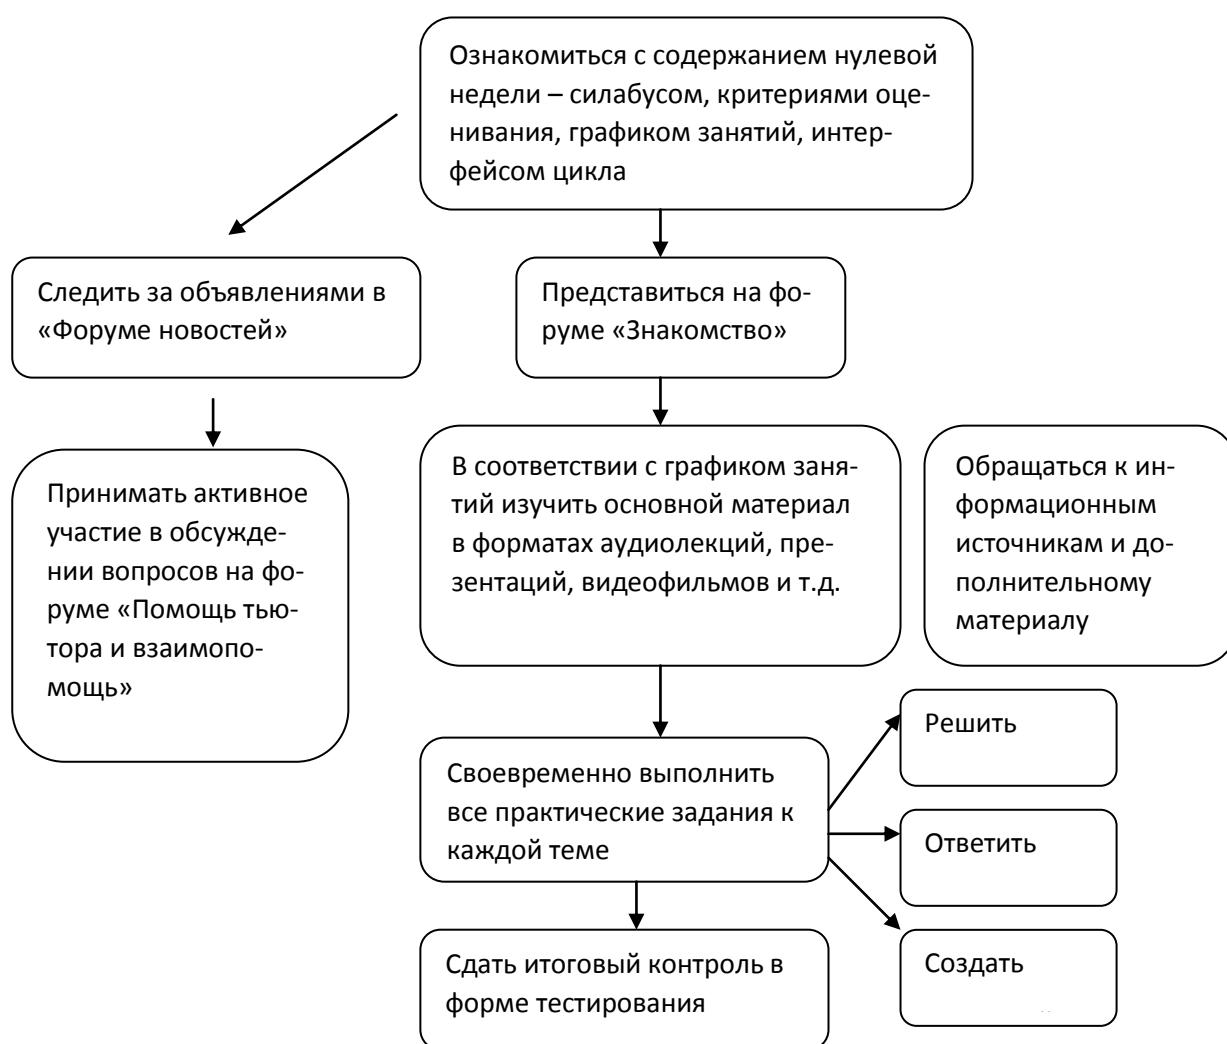 Ознакомиться с содержанием нулевой
недели – силабусом, критериями оце-
нивания, графиком занятий, интер-
фейсом цикла
Следить за объявлениями в
«Форуме новостей»
Представиться на фо-
руме «Знакомство»
Принимать активное
участие в обсужде-
нии вопросов на фо-
руме «Помощь тью-
тора и взаимопо-
мощь»
В соответствии с графиком заня-
тий изучить основной материал
в форматах аудиолекций, пре-
зентаций, видеофильмов и т.д.
Обращаться к ин-
формационным
источникам и до-
полнительному
материалу
Своевременно выполнить
все практические задания к
каждой теме
Решить
Ответить
Создать
Сдать итоговый контроль в
форме тестирования